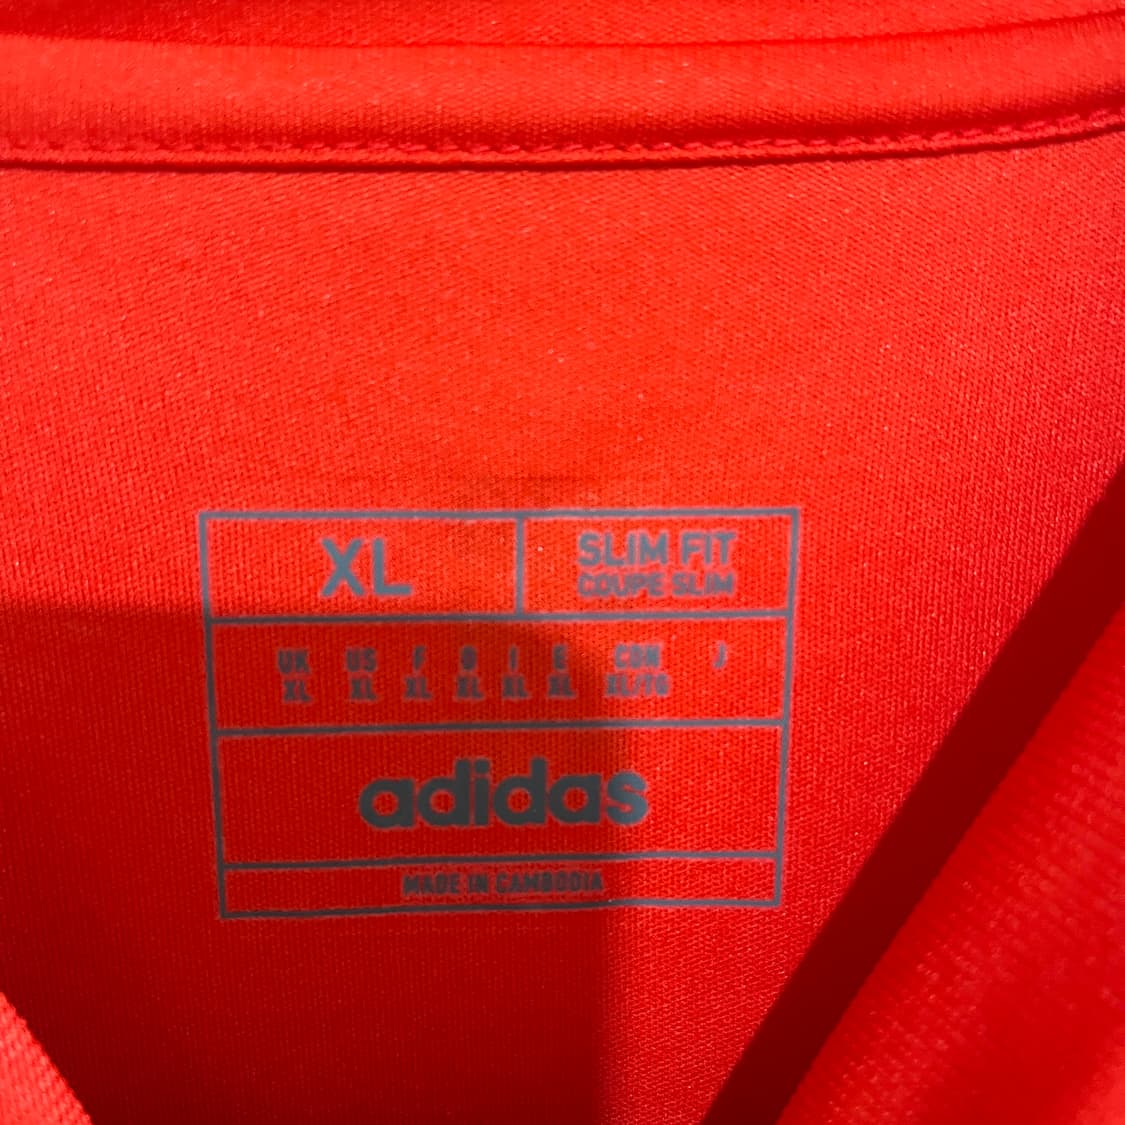 XL
SLIM FIT
COUPE SLIM
UK US F D I E CDN J
XL XL XL XL XL XL XL/TG
adidas
MADE IN CAMBODIA